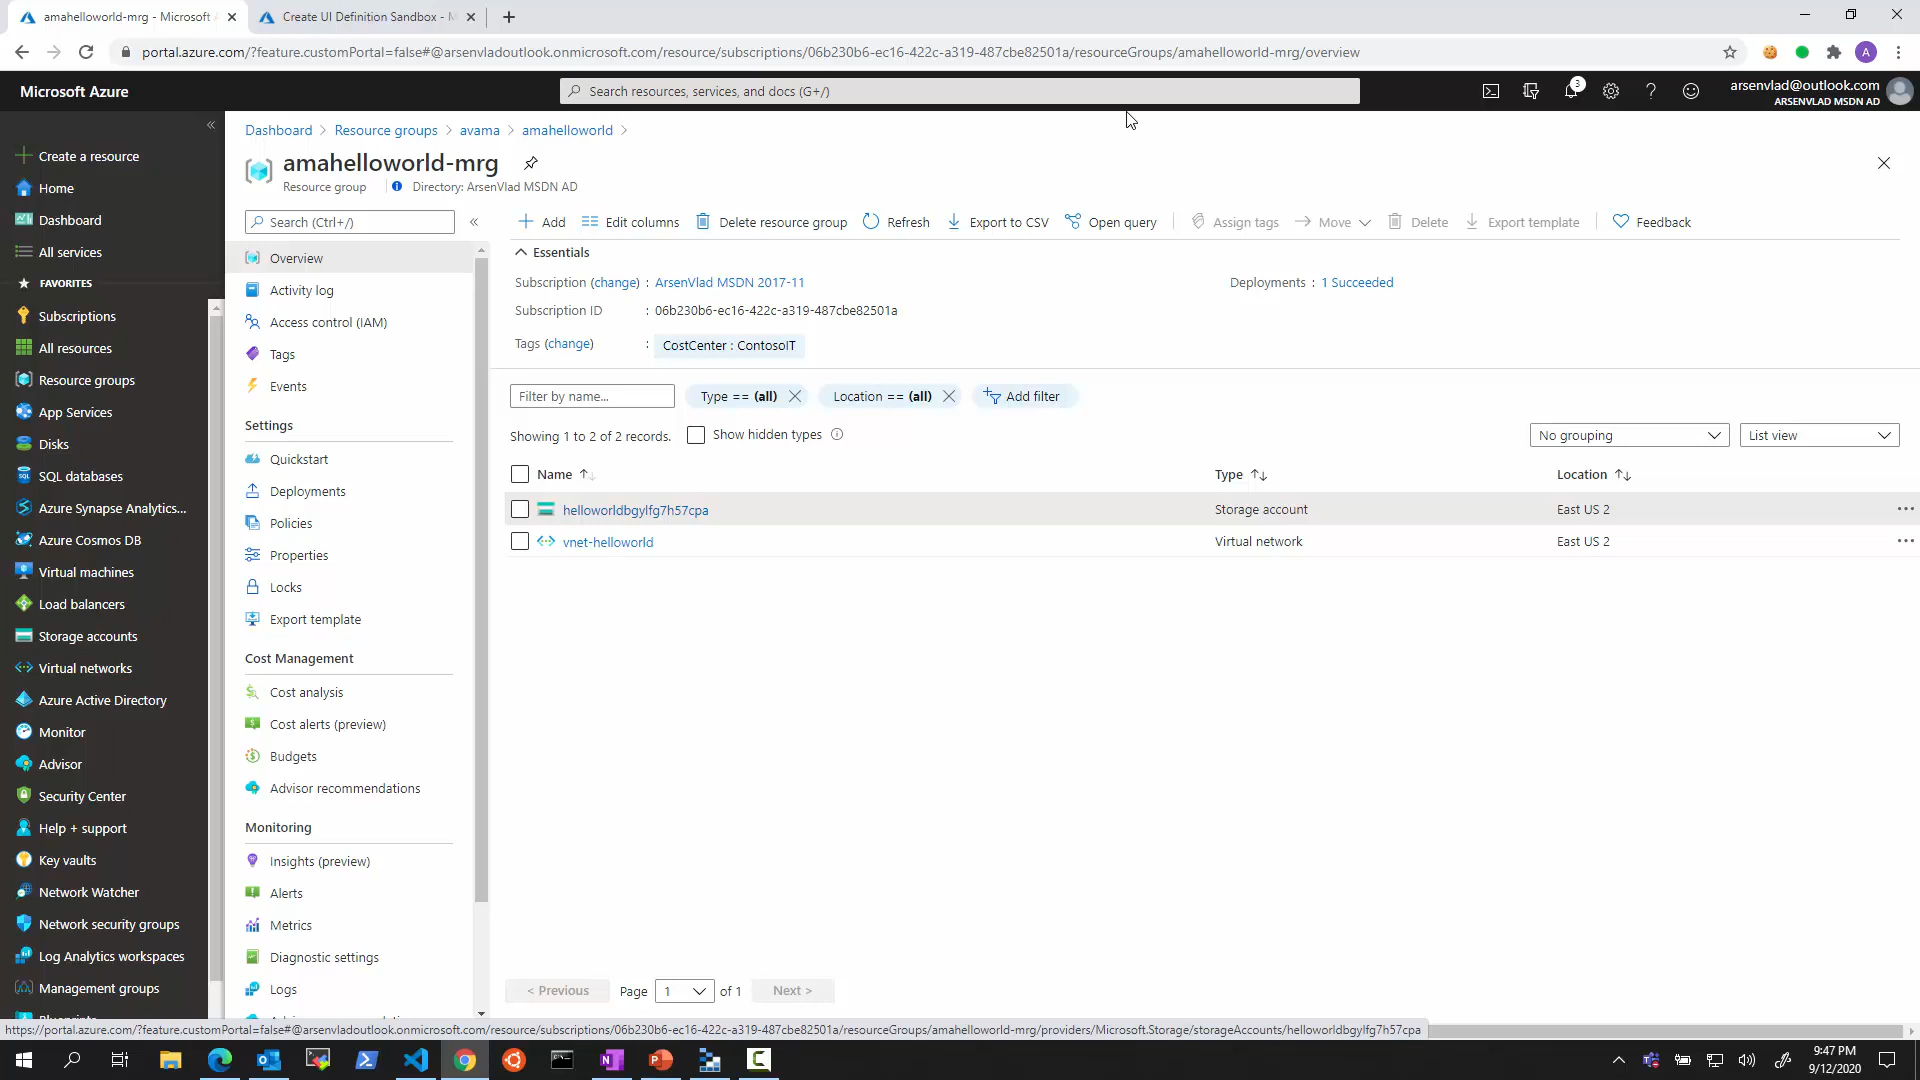 amahelloworld-mrg - Microsoft A
Create UI Definition Sandbox - M
portal.azure.com/?feature.customPortal=false#@arsenvladoutlook.onmicrosoft.com/resource/subscriptions/06b230b6-ec16-422c-a319-487cbe82501a/resourceGroups/amahelloworld-mrg/overview
A
Microsoft Azure
Search resources, services, and docs (G+/)
3
arsenvlad@outlook.com
ARSENVLAD MSDN AD
Create a resource
Home
Dashboard
All services
FAVORITES
Subscriptions
All resources
Resource groups
App Services
Disks
SQL databases
Azure Synapse Analytics...
Azure Cosmos DB
Virtual machines
Load balancers
Storage accounts
Virtual networks
Azure Active Directory
Monitor
Advisor
Security Center
Help + support
Key vaults
Network Watcher
Network security groups
Log Analytics workspaces
Management groups
Dashboard > Resource groups > avama > amahelloworld >
amahelloworld-mrg
Resource group
Directory: ArsenVlad MSDN AD
Search (Ctrl+/)
Overview
Activity log
Access control (IAM)
Tags
Events
Settings
Quickstart
Deployments
Policies
Properties
Locks
Export template
Cost Management
Cost analysis
Cost alerts (preview)
Budgets
Advisor recommendations
Monitoring
Insights (preview)
Alerts
Metrics
Diagnostic settings
Logs
Add Edit columns Delete resource group Refresh Export to CSV Open query Assign tags Move Delete Export template Feedback
Essentials
Subscription (change) : ArsenVlad MSDN 2017-11
Deployments : 1 Succeeded
Subscription ID : 06b230b6-ec16-422c-a319-487cbe82501a
Tags (change) : CostCenter : ContosoIT
Filter by name... Type == (all) Location == (all) Add filter
Showing 1 to 2 of 2 records. Show hidden types
No grouping List view
Name Type Location
helloworldbgylfg7h57cpa Storage account East US 2
vnet-helloworld Virtual network East US 2
< Previous Page 1 of 1 Next >
https://portal.azure.com/?feature.customPortal=false#@arsenvladoutlook.onmicrosoft.com/resource/subscriptions/06b230b6-ec16-422c-a319-487cbe82501a/resourceGroups/amahelloworld-mrg/providers/Microsoft.Storage/storageAccounts/helloworldbgylfg7h57cpa
9:47 PM
9/12/2020